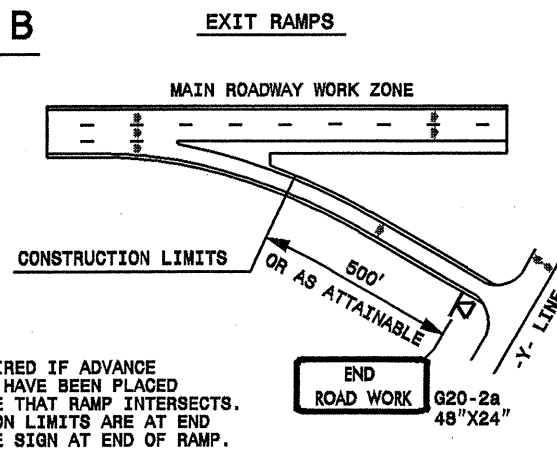 B
EXIT RAMPS
MAIN ROADWAY WORK ZONE
CONSTRUCTION LIMITS
500'
OR AS ATTAINABLE
-Y- LINE
END
ROAD WORK
G20-2a
48"X24"
IRED IF ADVANCE
HAVE BEEN PLACED
E THAT RAMP INTERSECTS.
ON LIMITS ARE AT END
E SIGN AT END OF RAMP.